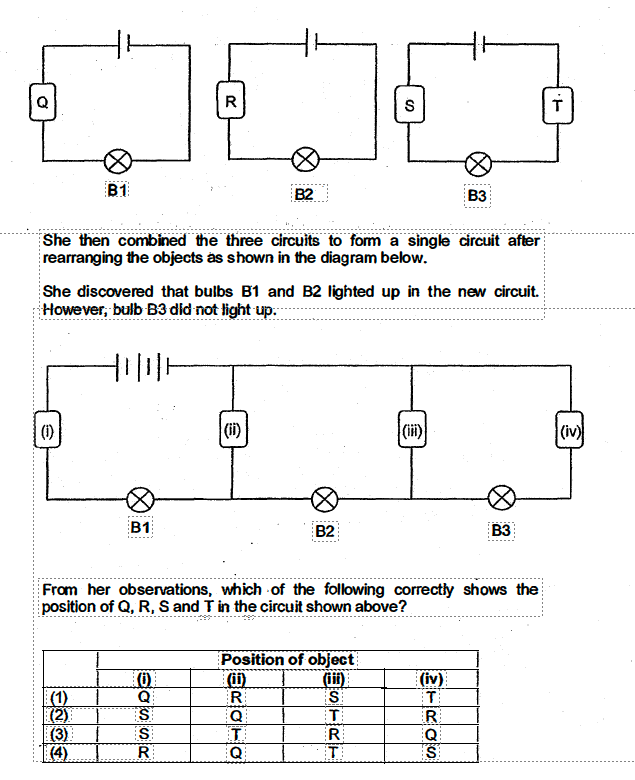 Q
R
S
T
B1
B2
B3
She then combined the three circuits to form a single circuit after
rearranging the objects as shown in the diagram below.
She discovered that bulbs B1 and B2 lighted up in the new circuit.
However, bulb B3 did not light up.
(i)
(ii)
(iii)
(iv)
B1
B2
B3
From her observations, which of the following correctly shows the
position of Q, R, S and T in the circuit shown above?
Position of object
(i) (ii) (iii) (iv)
(1) Q R S T
(2) S Q T R
(3) S T R Q
(4) R Q T S